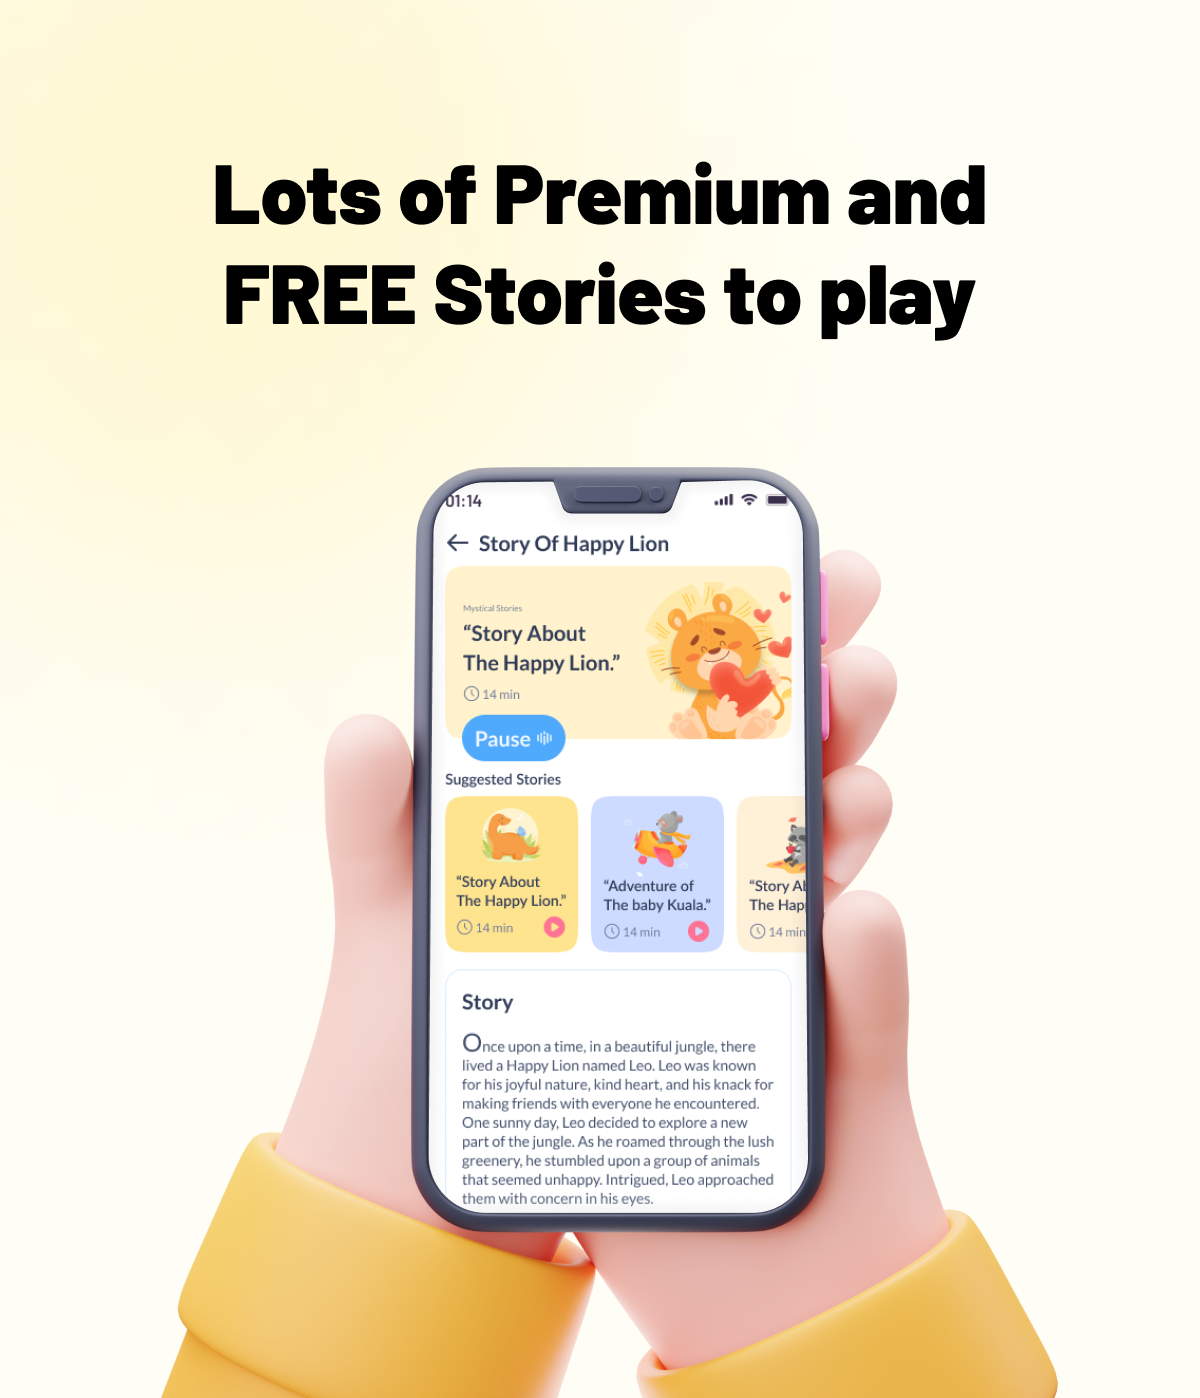 Lots of Premium and
FREE Stories to play
01:14
Story Of Happy Lion
Mystical Stories
“Story About
The Happy Lion.”
14 min
Pause
Suggested Stories
“Story About
The Happy Lion.”
14 min
“Adventure of
The baby Kuala.”
14 min
“Story Ab
The Happ
14 min
Story
Once upon a time, in a beautiful jungle, there
lived a Happy Lion named Leo. Leo was known
for his joyful nature, kind heart, and his knack for
making friends with everyone he encountered.
One sunny day, Leo decided to explore a new
part of the jungle. As he roamed through the lush
greenery, he stumbled upon a group of animals
that seemed unhappy. Intrigued, Leo approached
them with concern in his eyes.